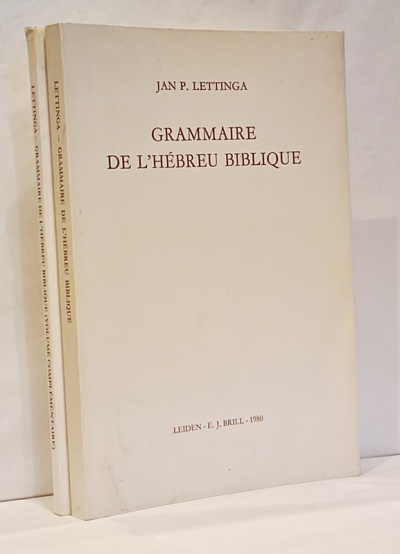 JAN P. LETTINGA
GRAMMAIRE
DE L'HÉBREU BIBLIQUE
LEIDEN - E. J. BRILL - 1980
LETTINGA — GRAMMAIRE DE L'HÉBREU BIBLIQUE
LETTINGA — GRAMMAIRE DE L'HÉBREU BIBLIQUE (VOLUME COMPLÉMENTAIRE)